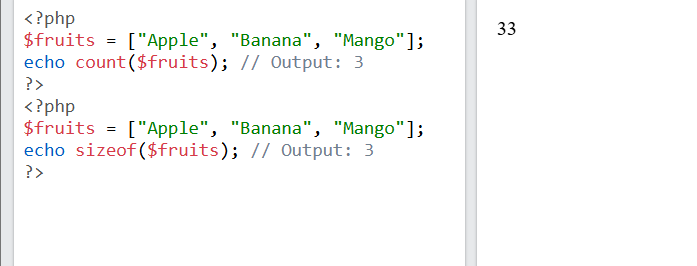 <?php
$fruits = ["Apple", "Banana", "Mango"];
echo count($fruits); // Output: 3
?>
<?php
$fruits = ["Apple", "Banana", "Mango"];
echo sizeof($fruits); // Output: 3
?>
33